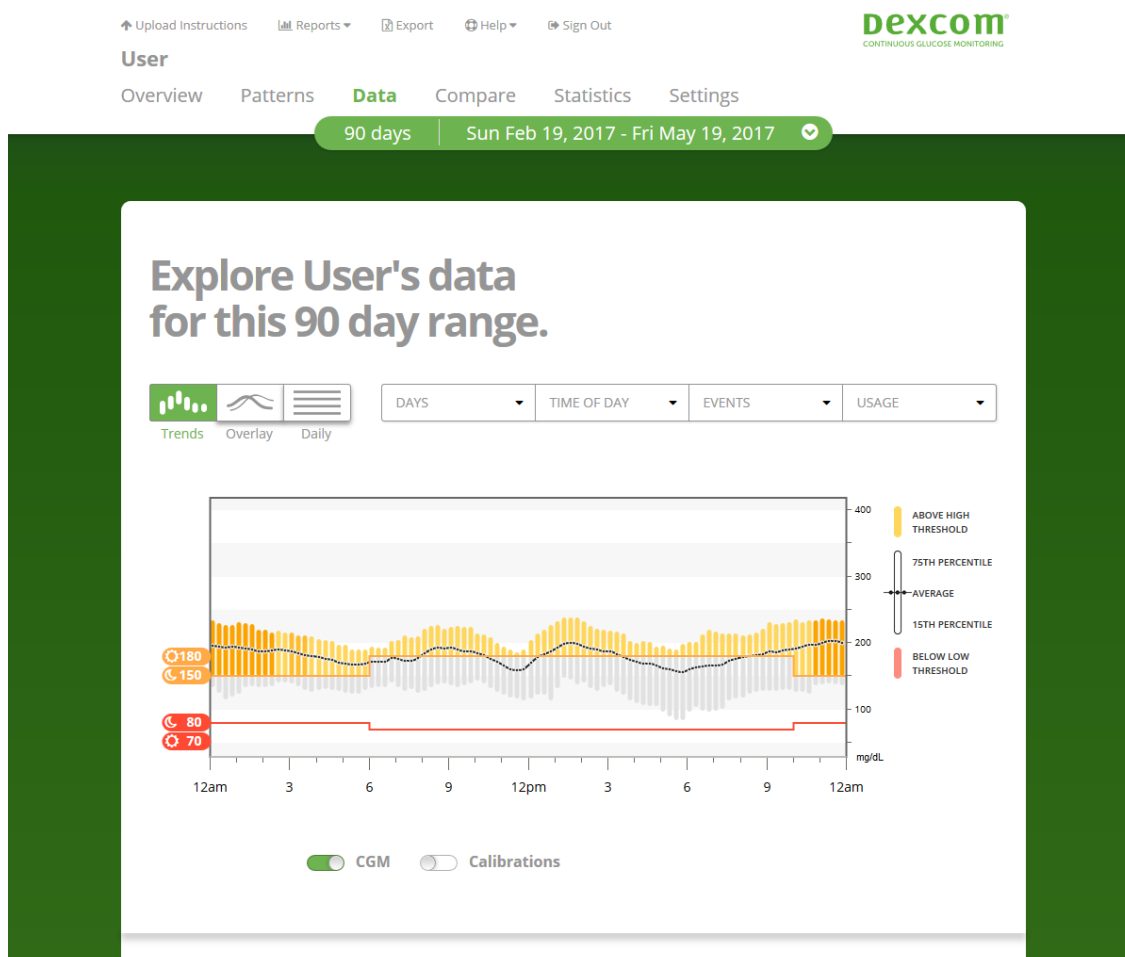 Upload Instructions Reports Export Help Sign Out
Dexcom
CONTINUOUS GLUCOSE MONITORING
User
Overview Patterns Data Compare Statistics Settings
90 days Sun Feb 19, 2017 - Fri May 19, 2017
Explore User's data
for this 90 day range.
DAYS TIME OF DAY EVENTS USAGE
Trends Overlay Daily
400
300
200
100
mg/dL
180
150
80
70
12am 3 6 9 12pm 3 6 9 12am
ABOVE HIGH
THRESHOLD
75TH PERCENTILE
AVERAGE
15TH PERCENTILE
BELOW LOW
THRESHOLD
CGM Calibrations